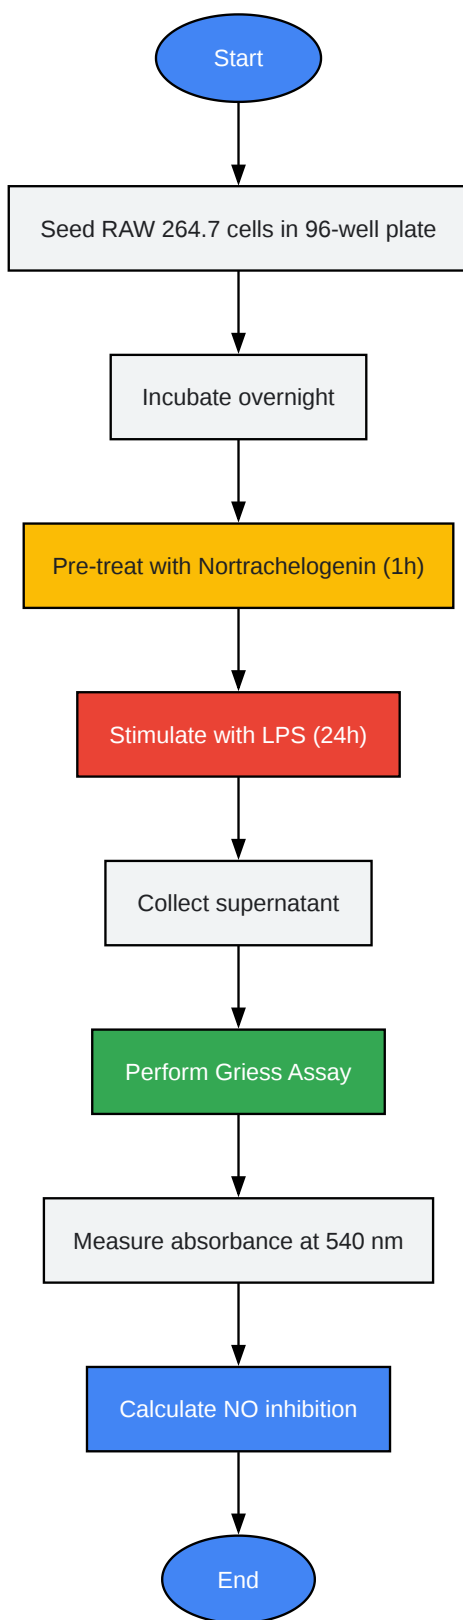 Start
Seed RAW 264.7 cells in 96-well plate
Incubate overnight
Pre-treat with Nortrachelogenin (1h)
Stimulate with LPS (24h)
Collect supernatant
Perform Griess Assay
Measure absorbance at 540 nm
Calculate NO inhibition
End